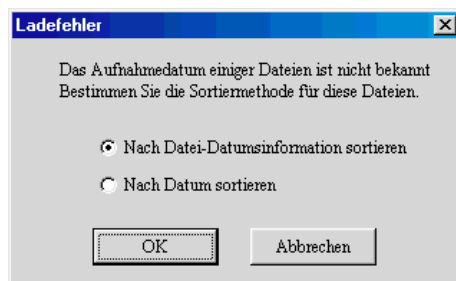 Ladefehler
Das Aufnahmedatum einiger Dateien ist nicht bekannt
Bestimmen Sie die Sortiermethode für diese Dateien.
Nach Datei-Datumsinformation sortieren
Nach Datum sortieren
OK
Abbrechen